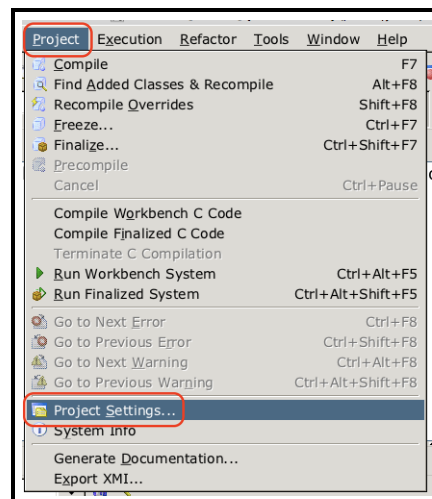 Project Execution Refactor Tools Window Help
Compile F7
Find Added Classes & Recompile Alt+F8
Recompile Overrides Shift+F8
Freeze... Ctrl+F7
Finalize... Ctrl+Shift+F7
Precompile
Cancel Ctrl+Pause
Compile Workbench C Code
Compile Finalized C Code
Terminate C Compilation
Run Workbench System Ctrl+Alt+F5
Run Finalized System Ctrl+Alt+Shift+F5
Go to Next Error Ctrl+F8
Go to Previous Error Ctrl+Shift+F8
Go to Next Warning Ctrl+Alt+F8
Go to Previous Warning Ctrl+Alt+Shift+F8
Project Settings...
System Info
Generate Documentation...
Export XMI...